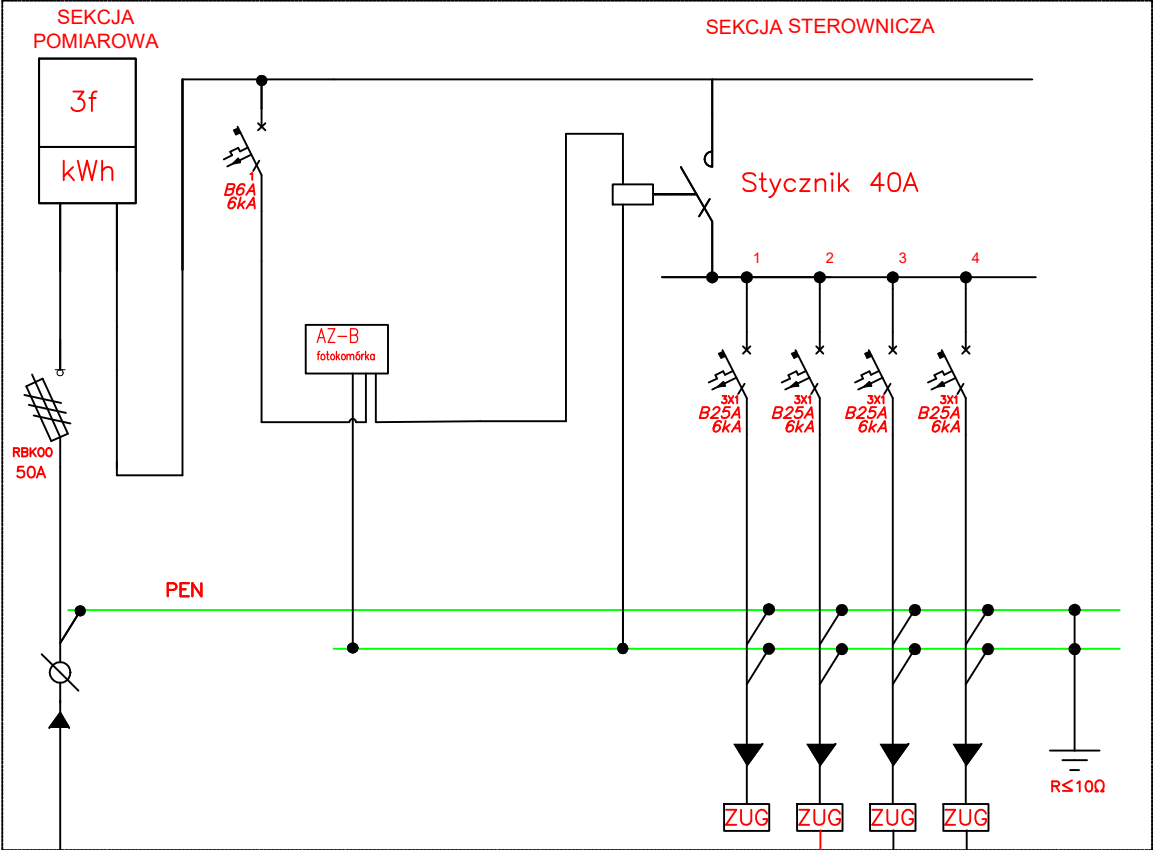 SEKCJA
POMIAROWA
SEKCJA STEROWNICZA
3f
kWh
1
B6A
6kA
Stycznik 40A
1
2
3
4
AZ-B
fotokomórka
3X1
B25A
6kA
3X1
B25A
6kA
3X1
B25A
6kA
3X1
B25A
6kA
RBK00
50A
PEN
R≤10Ω
ZUG
ZUG
ZUG
ZUG